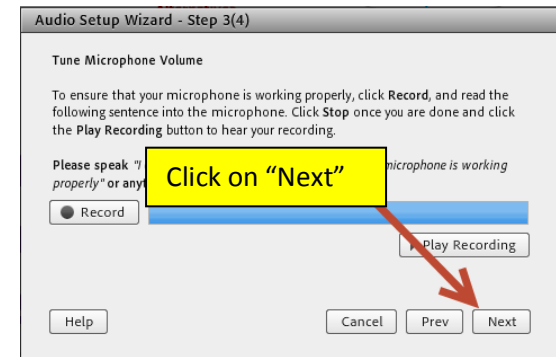 Audio Setup Wizard - Step 3(4)
Tune Microphone Volume
To ensure that your microphone is working properly, click Record, and read the
following sentence into the microphone. Click Stop once you are done and click
the Play Recording button to hear your recording.
Please speak "I microphone is working
properly" or anyt
Click on “Next”
Record
Play Recording
Help
Cancel
Prev
Next